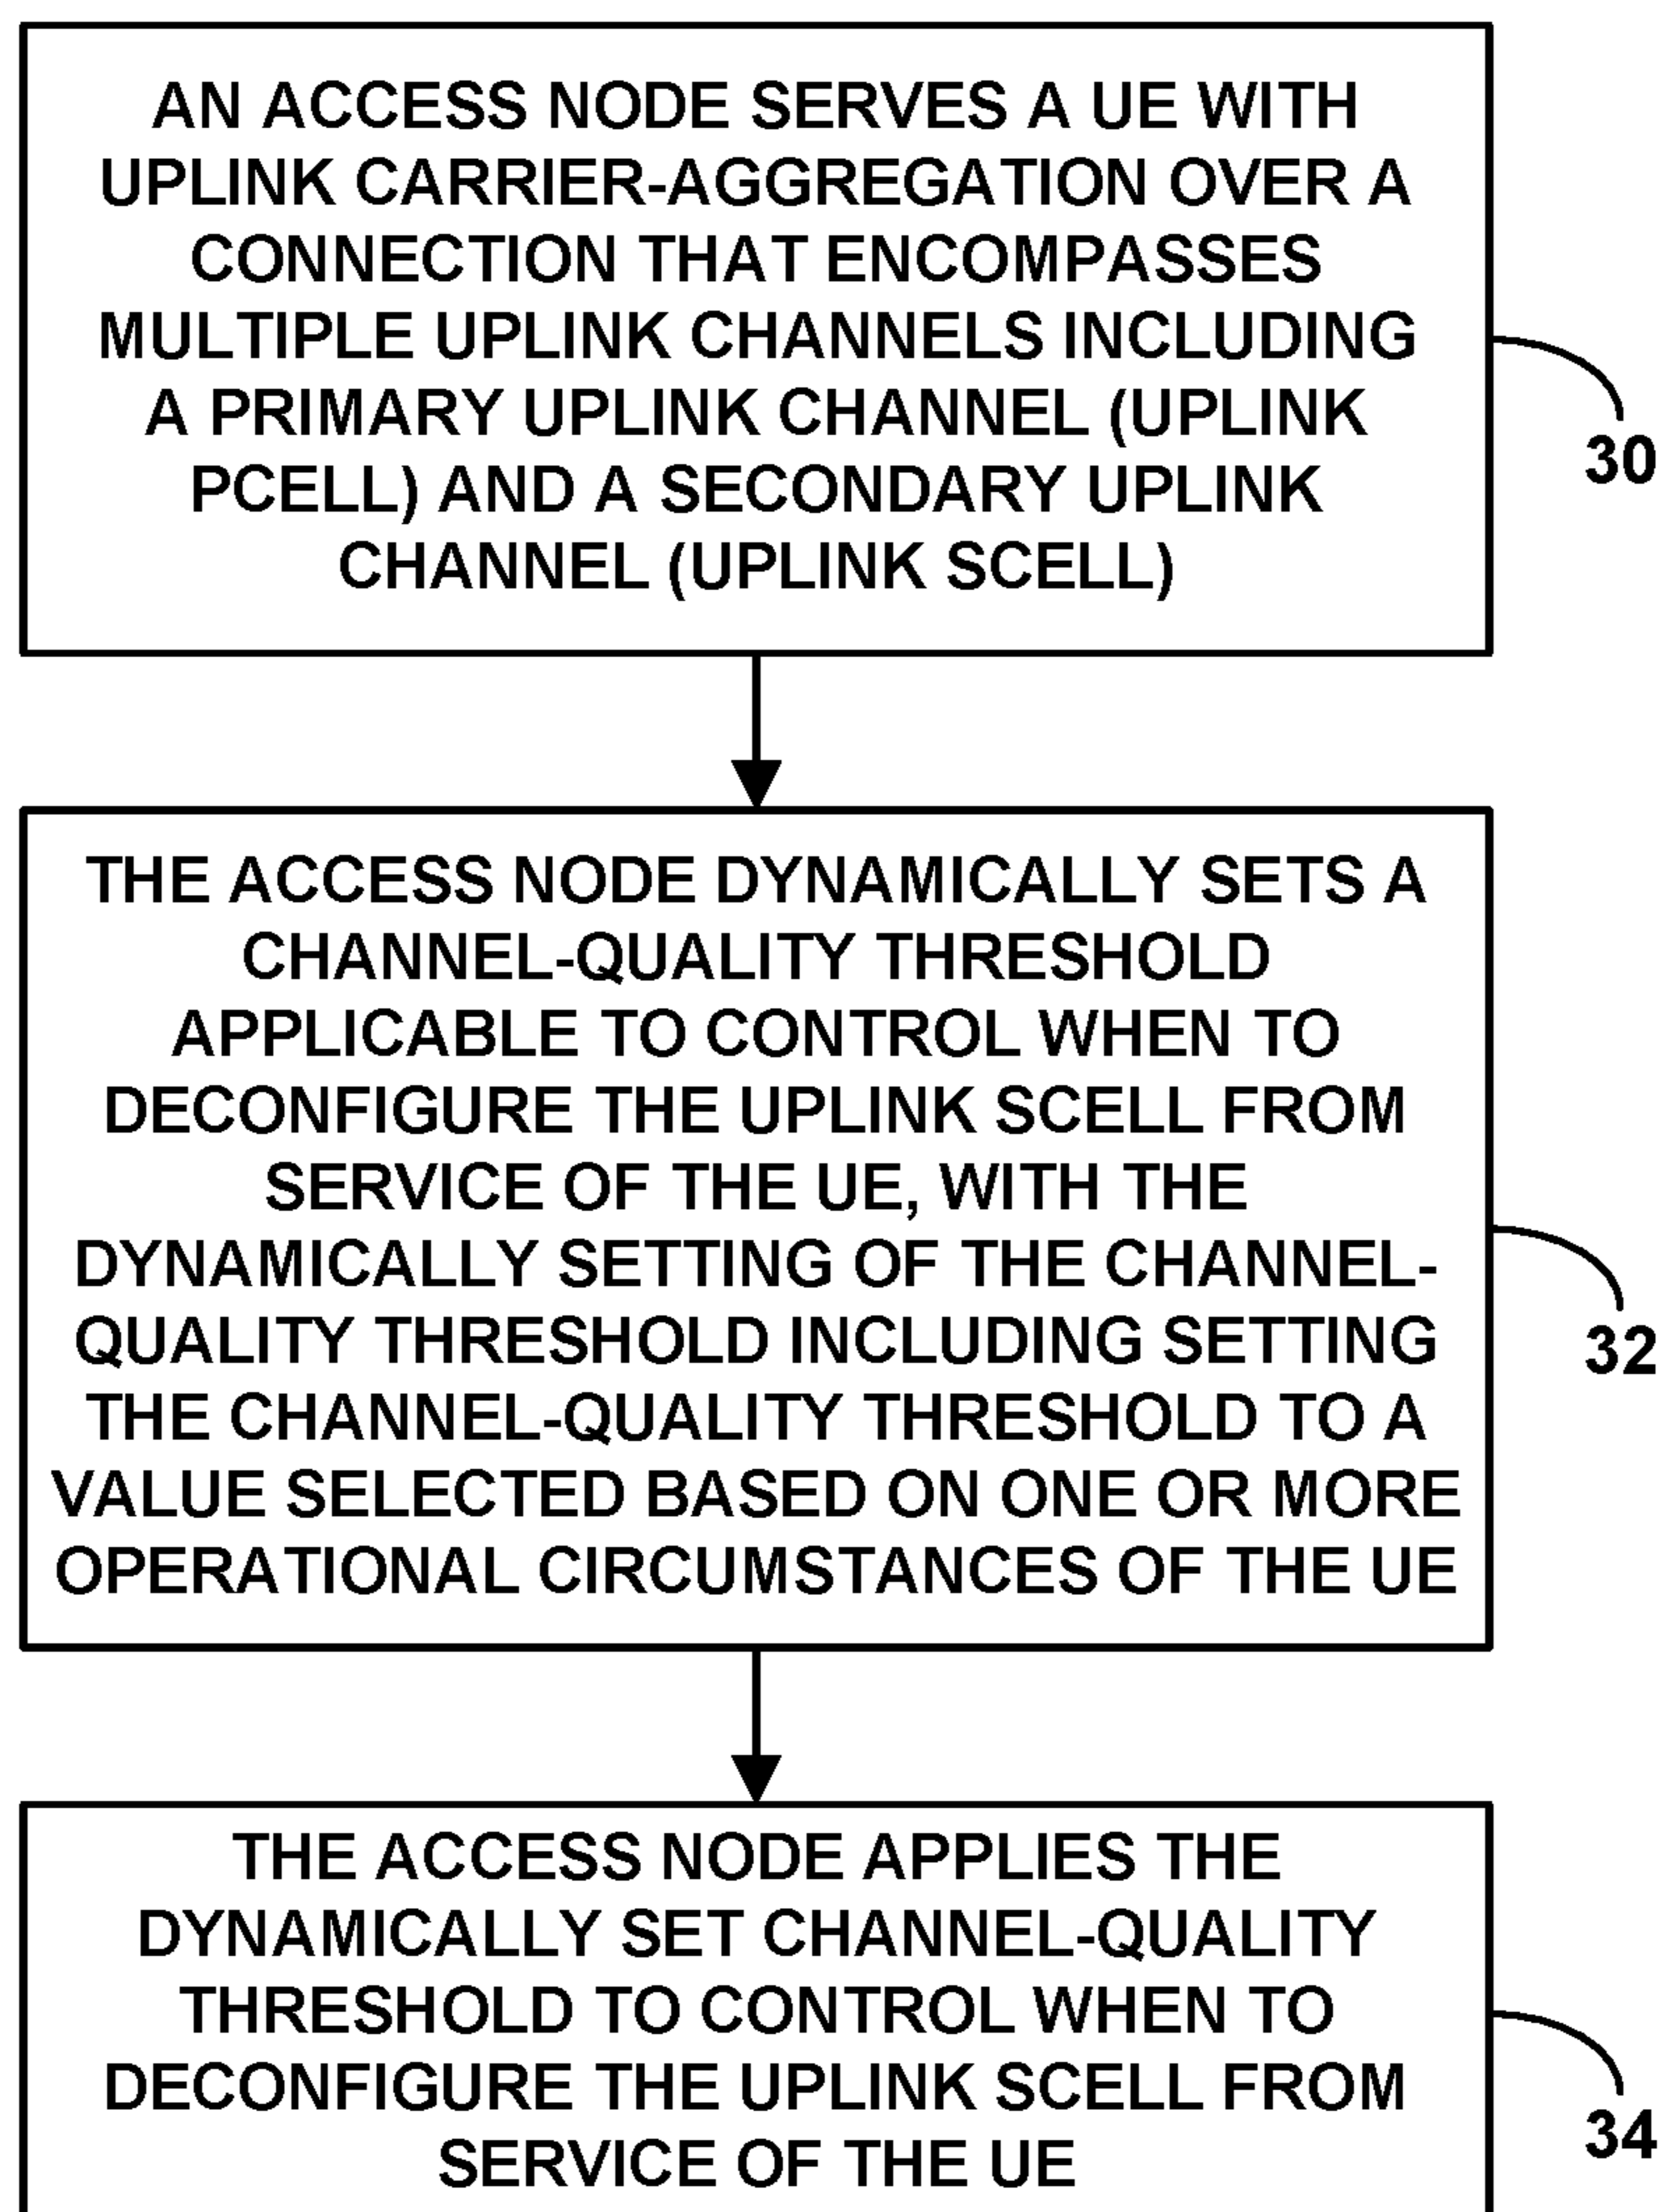 AN ACCESS NODE SERVES A UE WITH
UPLINK CARRIER-AGGREGATION OVER A
CONNECTION THAT ENCOMPASSES
MULTIPLE UPLINK CHANNELS INCLUDING
A PRIMARY UPLINK CHANNEL (UPLINK
PCELL) AND A SECONDARY UPLINK
CHANNEL (UPLINK SCELL)
30
THE ACCESS NODE DYNAMICALLY SETS A
CHANNEL-QUALITY THRESHOLD
APPLICABLE TO CONTROL WHEN TO
DECONFIGURE THE UPLINK SCELL FROM
SERVICE OF THE UE, WITH THE
DYNAMICALLY SETTING OF THE CHANNEL-
QUALITY THRESHOLD INCLUDING SETTING
THE CHANNEL-QUALITY THRESHOLD TO A
VALUE SELECTED BASED ON ONE OR MORE
OPERATIONAL CIRCUMSTANCES OF THE UE
32
THE ACCESS NODE APPLIES THE
DYNAMICALLY SET CHANNEL-QUALITY
THRESHOLD TO CONTROL WHEN TO
DECONFIGURE THE UPLINK SCELL FROM
SERVICE OF THE UE
34